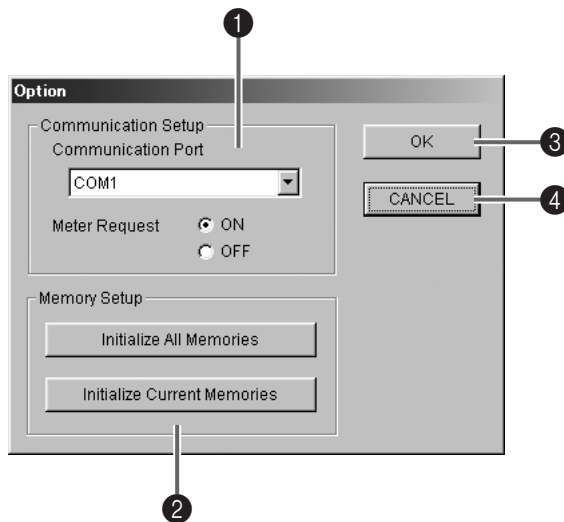 1
Option
Communication Setup
Communication Port
COM1
Meter Request ON
OFF
OK 3
CANCEL 4
Memory Setup
Initialize All Memories
Initialize Current Memories
2